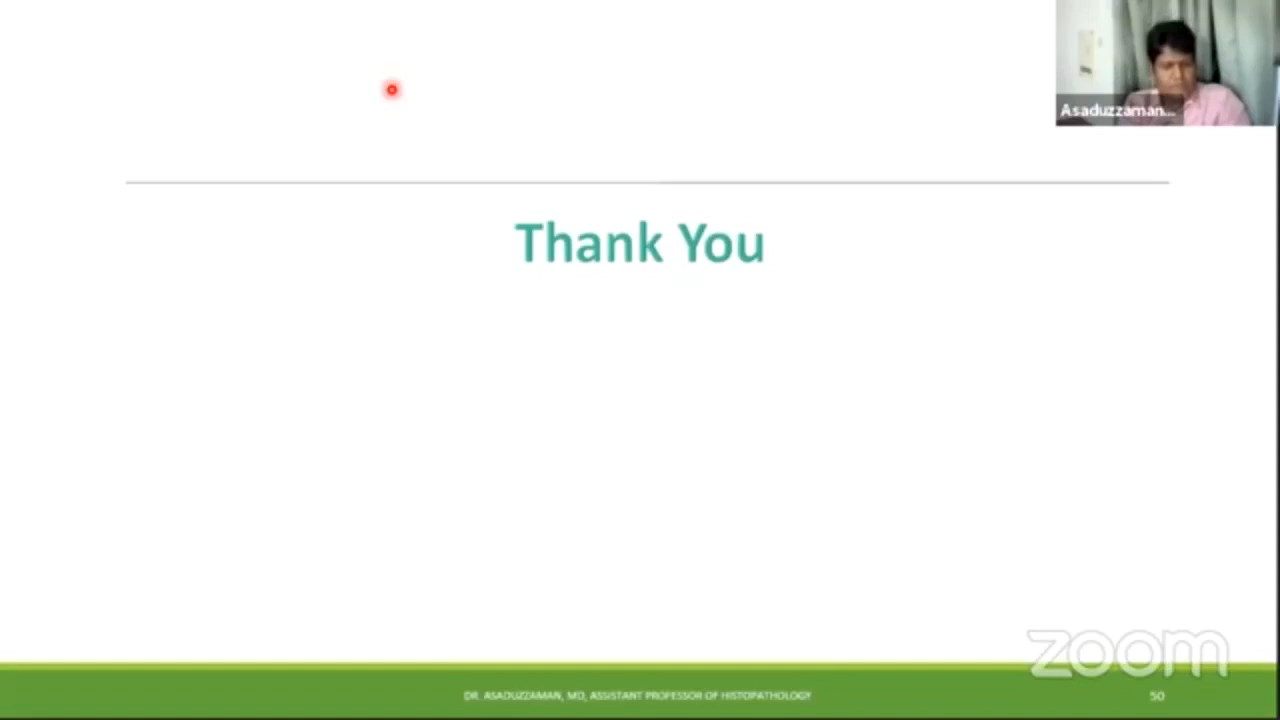 Asaduzzaman...
Thank You
zoom
DR. ASADUZZAMAN, MD, ASSISTANT PROFESSOR OF HISTOPATHOLOGY
50